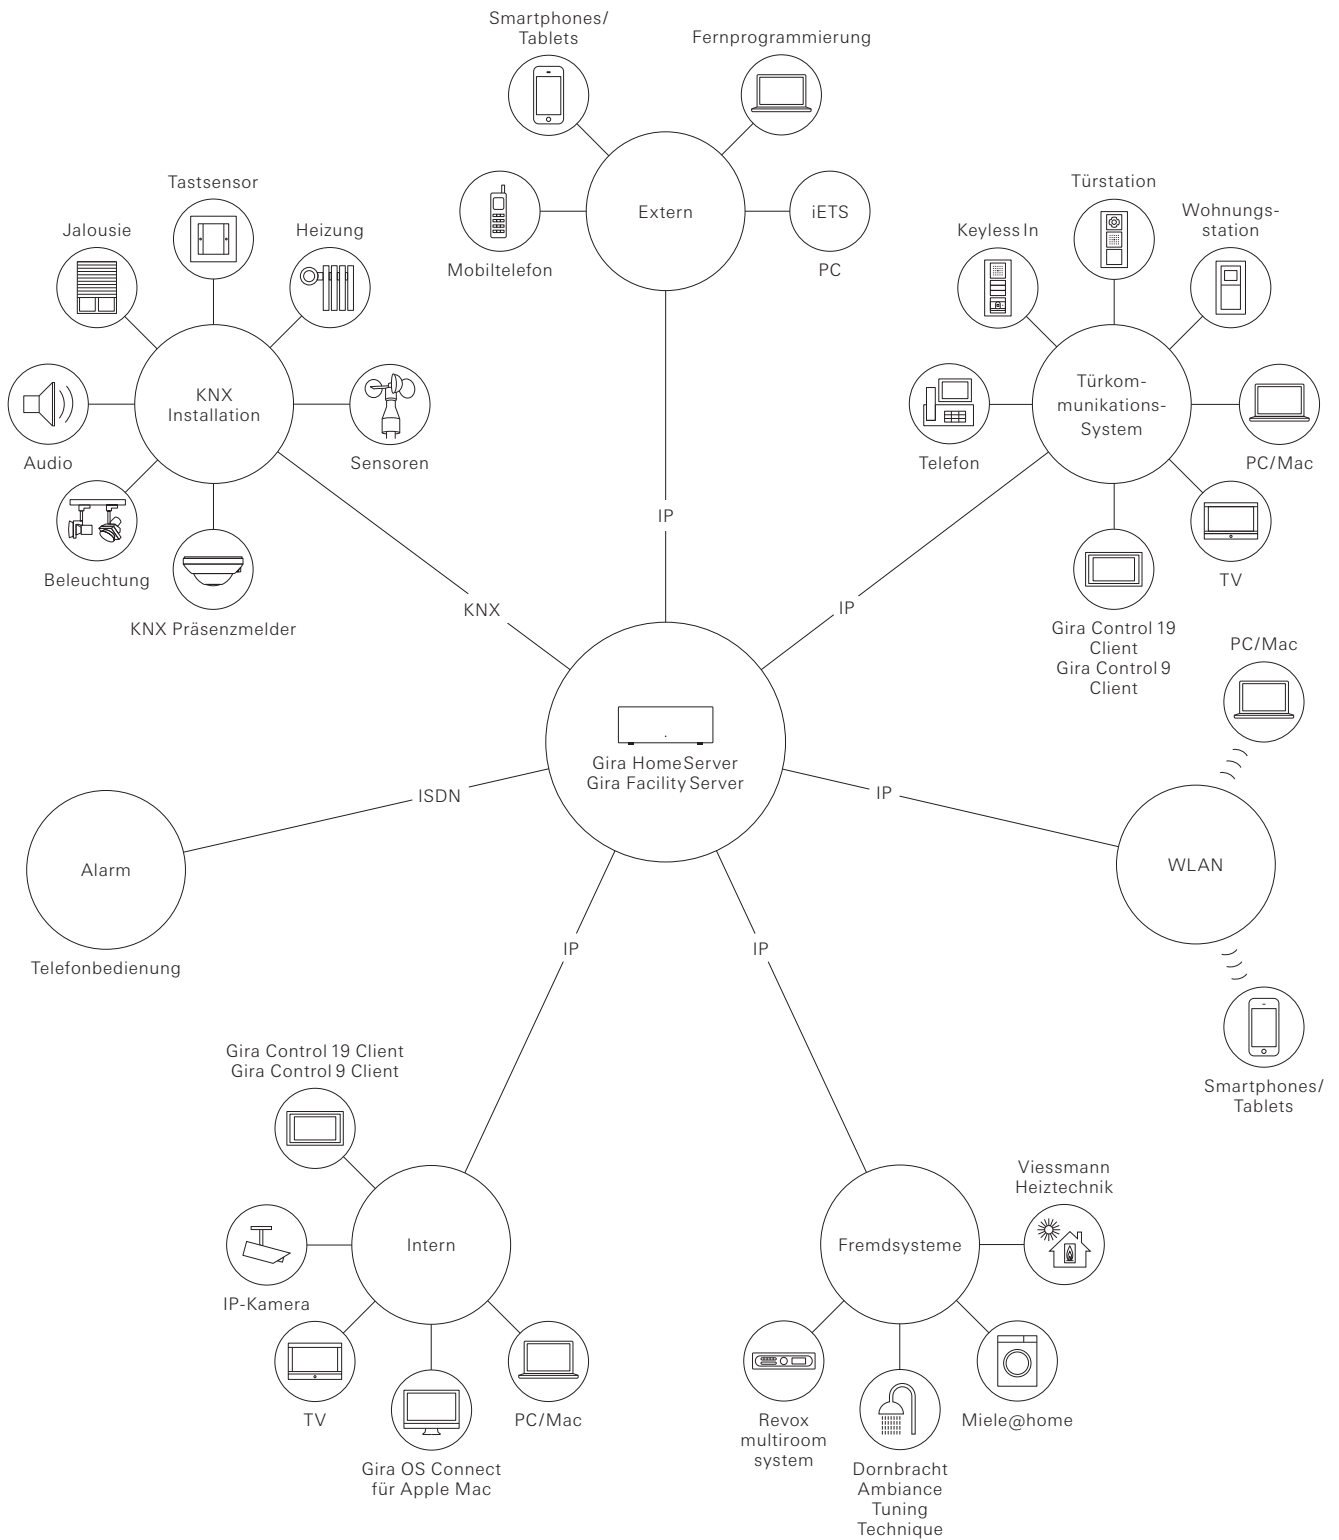 Smartphones/
Tablets
Fernprogrammierung
Extern
iETS
Mobiltelefon
PC
Tastsensor
Jalousie
Heizung
KNX
Installation
Audio
Sensoren
Beleuchtung
KNX Präsenzmelder
Türstation
Wohnungs-
station
Keyless In
Türkom-
munikations-
System
Telefon
PC/Mac
TV
Gira Control 19
Client
Gira Control 9
Client
IP
KNX
IP
Gira HomeServer
Gira Facility Server
PC/Mac
ISDN
IP
Alarm
Telefonbedienung
WLAN
Smartphones/
Tablets
IP
IP
Gira Control 19 Client
Gira Control 9 Client
Intern
IP-Kamera
TV
PC/Mac
Gira OS Connect
für Apple Mac
Viessmann
Heiztechnik
Fremdsysteme
Revox
multiroom
system
Miele@home
Dornbracht
Ambiance
Tuning
Technique